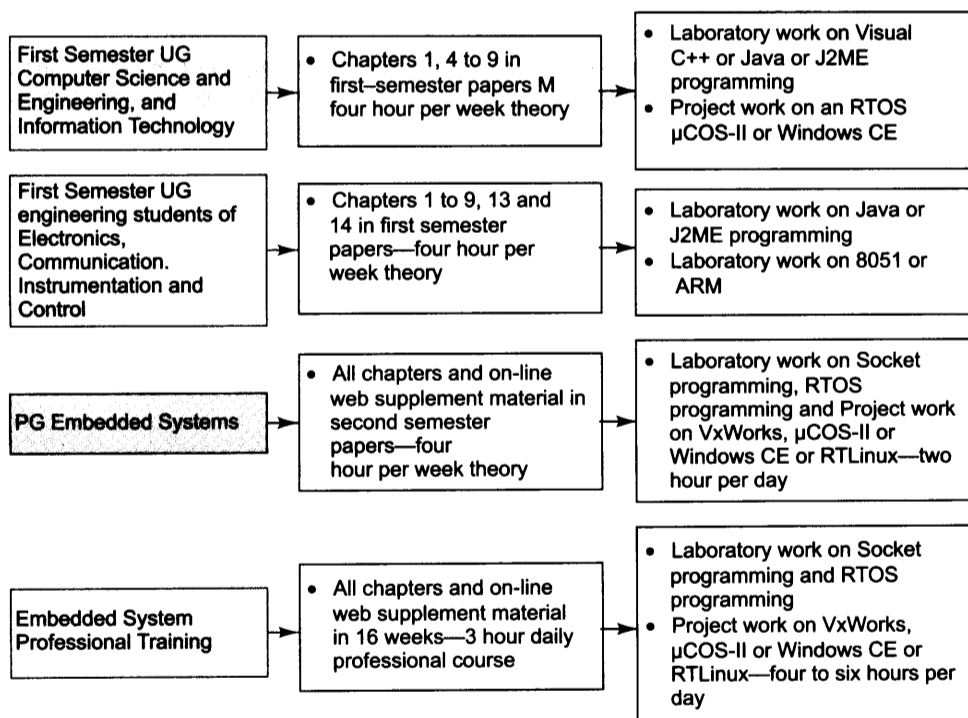 First Semester UG
Computer Science and
Engineering, and
Information Technology
• Chapters 1, 4 to 9 in
first–semester papers M
four hour per week theory
• Laboratory work on Visual
C++ or Java or J2ME
programming
• Project work on an RTOS
µCOS-II or Windows CE
First Semester UG
engineering students of
Electronics,
Communication.
Instrumentation and
Control
• Chapters 1 to 9, 13 and
14 in first semester
papers—four hour per
week theory
• Laboratory work on Java or
J2ME programming
• Laboratory work on 8051 or
ARM
PG Embedded Systems
• All chapters and on-line
web supplement material in
second semester
papers—four
hour per week theory
• Laboratory work on Socket
programming, RTOS
programming and Project work
on VxWorks, µCOS-II or
Windows CE or RTLinux—two
hour per day
Embedded System
Professional Training
• All chapters and on-line
web supplement material
in 16 weeks—3 hour daily
professional course
• Laboratory work on Socket
programming and RTOS
programming
• Project work on VxWorks,
µCOS-II or Windows CE or
RTLinux—four to six hours per
day